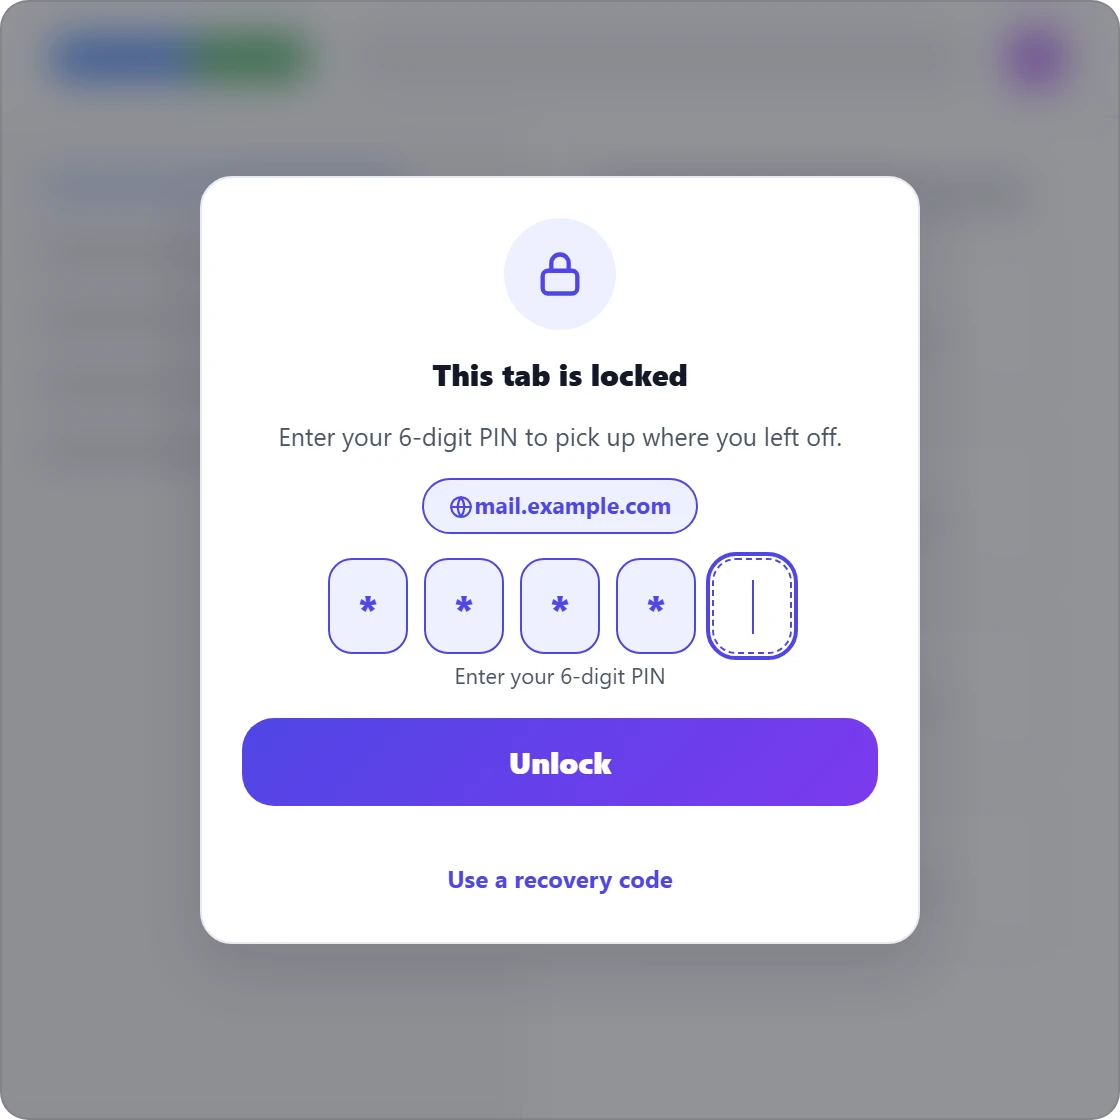 This tab is locked
Enter your 6-digit PIN to pick up where you left off.
mail.example.com
* * * *
Enter your 6-digit PIN
Unlock
Use a recovery code